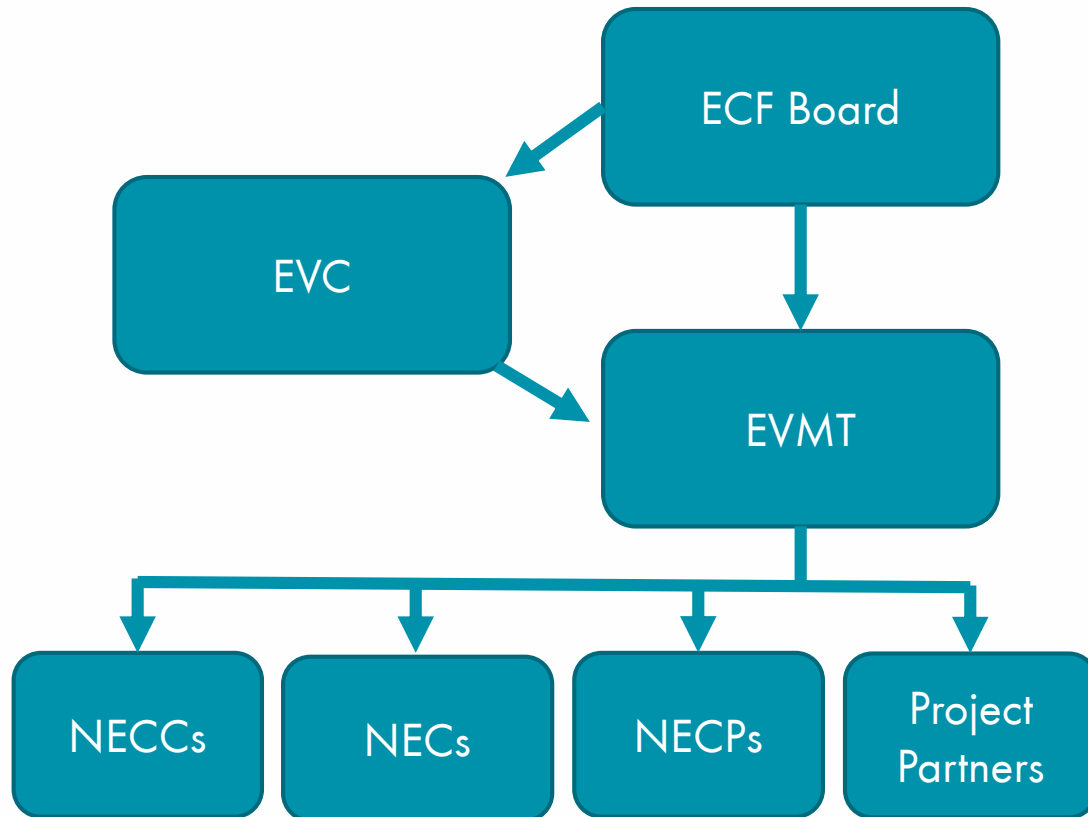 ECF Board
EVC
EVMT
NECCs
NECs
NECPs
Project
Partners